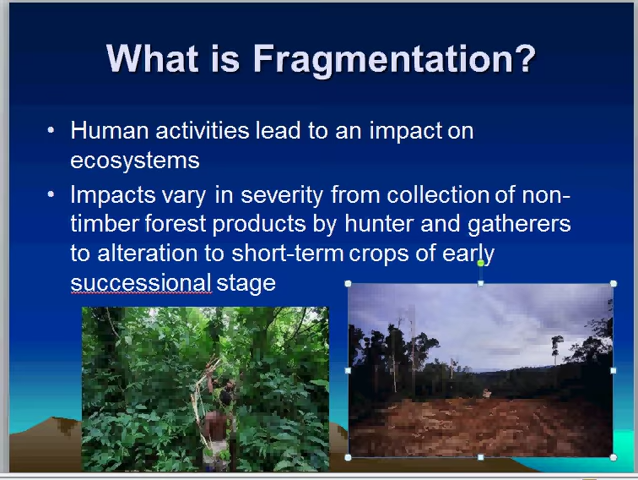 What is Fragmentation?
• Human activities lead to an impact on
ecosystems
• Impacts vary in severity from collection of non-
timber forest products by hunter and gatherers
to alteration to short-term crops of early
successional stage